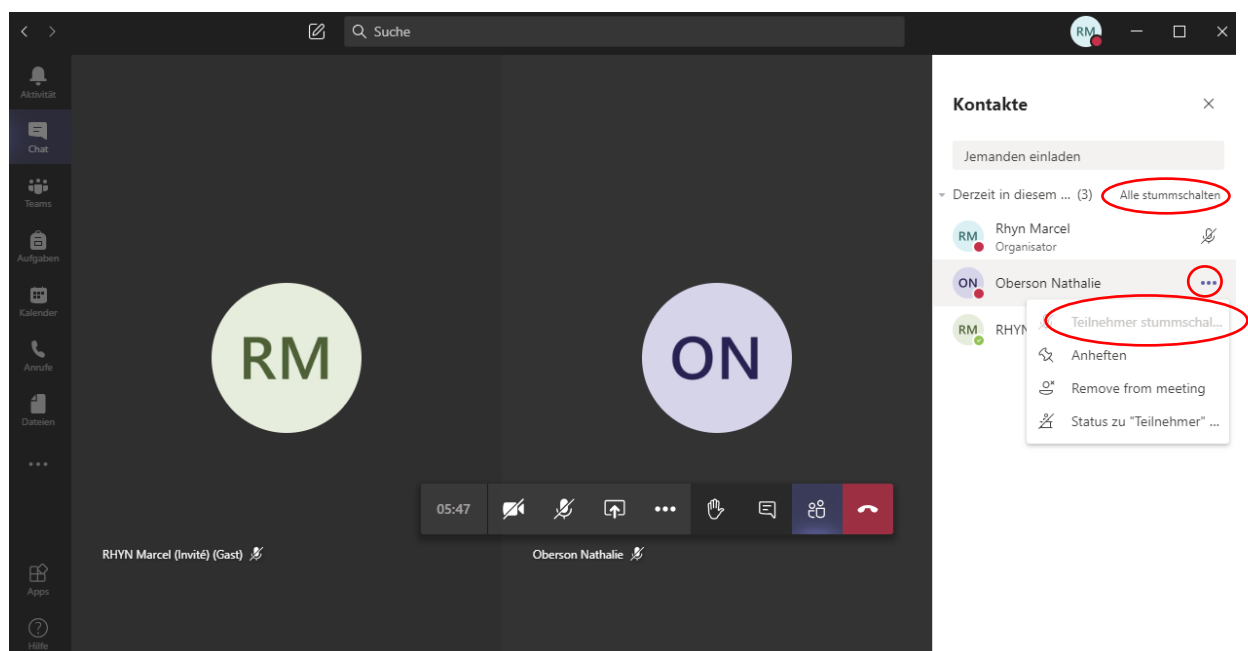 Suche
RM
Aktivität
Chat
Teams
Aufgaben
Kalender
Anrufe
Dateien
Apps
Hilfe
RM
ON
05:47
RHYN Marcel (Invité) (Gast)
Oberson Nathalie
Kontakte
Jemanden einladen
Derzeit in diesem ... (3) Alle stummschalten
RM Rhyn Marcel
Organisator
ON Oberson Nathalie
RM RHYN
Teilnehmer stummschal...
Anheften
Remove from meeting
Status zu "Teilnehmer" ...